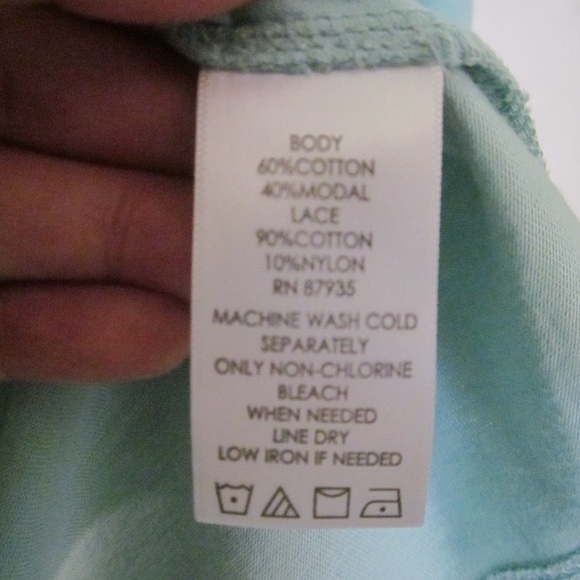 BODY
60%COTTON
40%MODAL
LACE
90%COTTON
10%NYLON
RN 87935
MACHINE WASH COLD
SEPARATELY
ONLY NON-CHLORINE
BLEACH
WHEN NEEDED
LINE DRY
LOW IRON IF NEEDED